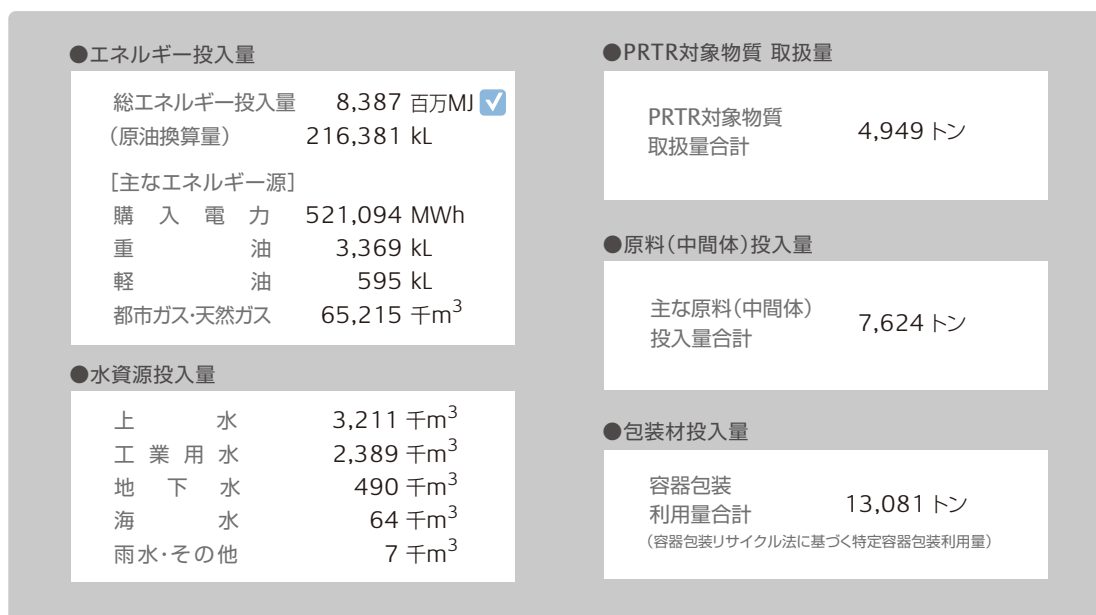 ●エネルギー投入量
総エネルギー投入量 8,387 百万MJ
（原油換算量） 216,381 kL
［主なエネルギー源］
購入電力 521,094 MWh
重油 3,369 kL
軽油 595 kL
都市ガス・天然ガス 65,215 千m³
●水資源投入量
上水 3,211 千m³
工業用水 2,389 千m³
地下水 490 千m³
海水 64 千m³
雨水・その他 7 千m³
●PRTR対象物質 取扱量
PRTR対象物質
取扱量合計
4,949 トン
●原料（中間体）投入量
主な原料（中間体）
投入量合計
7,624 トン
●包装材投入量
容器包装
利用量合計
13,081 トン
（容器包装リサイクル法に基づく特定容器包装利用量）